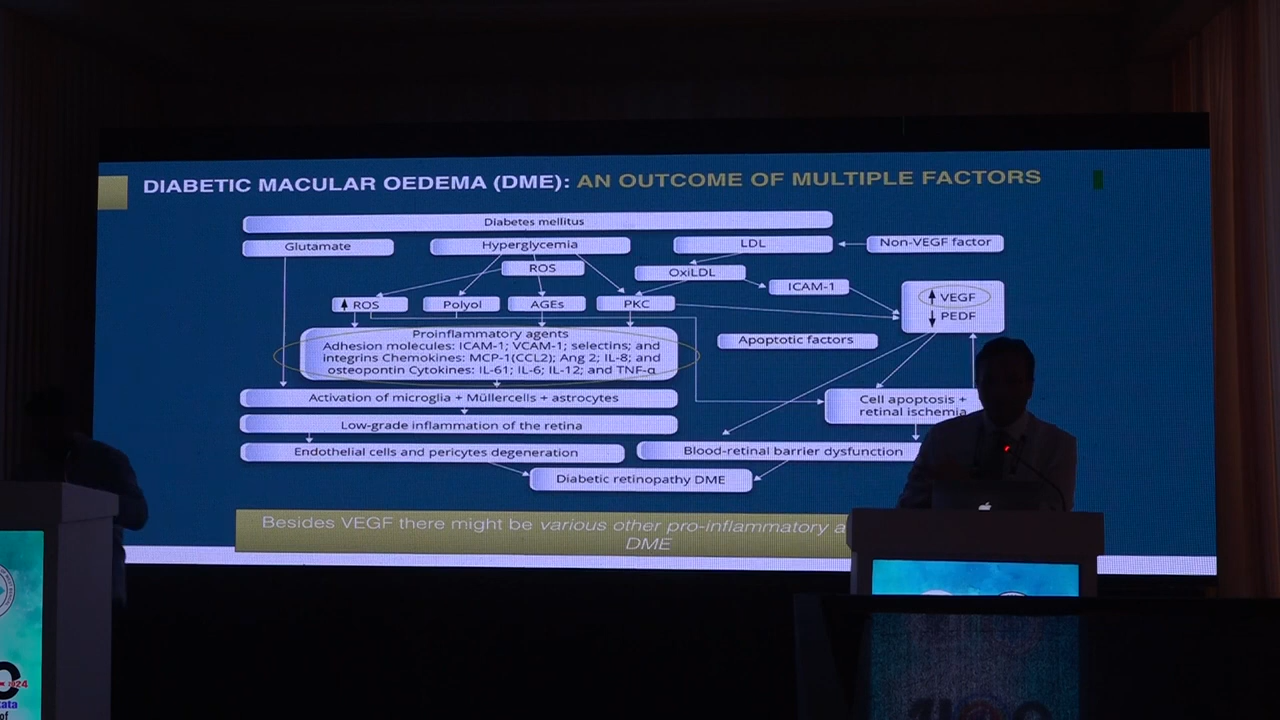 DIABETIC MACULAR OEDEMA (DME): AN OUTCOME OF MULTIPLE FACTORS
Diabetes mellitus
Glutamate
Hyperglycemia
LDL
Non-VEGF factor
ROS
OxiLDL
ICAM-1
ROS
Polyol
AGEs
PKC
VEGF
PEDF
Proinflammatory agents
Adhesion molecules: ICAM-1; VCAM-1; selectins; and
integrins Chemokines: MCP-1(CCL2); Ang 2; IL-8; and
osteopontin Cytokines: IL-61; IL-6; IL-12; and TNF-α
Apoptotic factors
Activation of microglia + Müllercells + astrocytes
Cell apoptosis +
retinal ischemia
Low-grade inflammation of the retina
Endothelial cells and pericytes degeneration
Blood-retinal barrier dysfunction
Diabetic retinopathy DME
Besides VEGF there might be various other pro-inflammatory
DME
2024